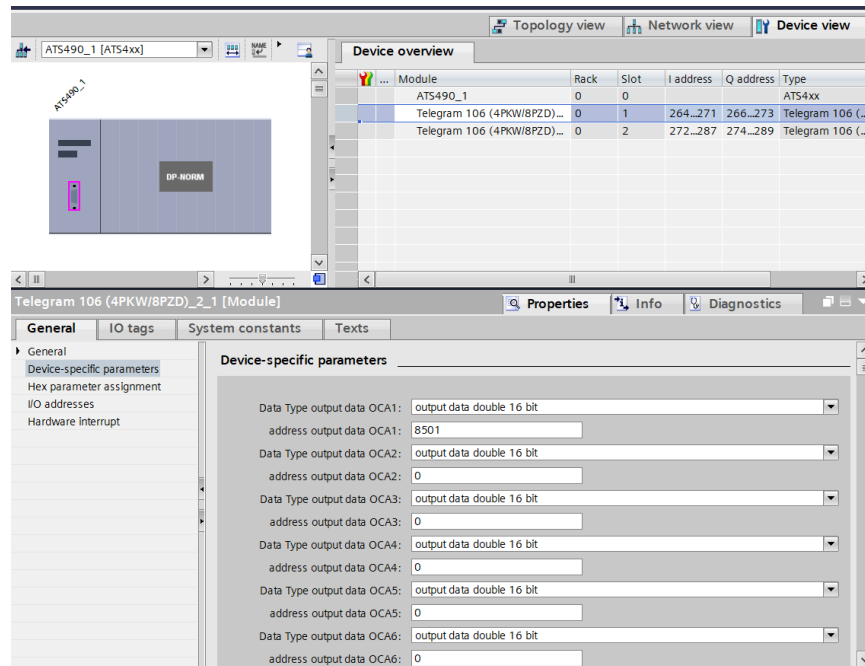 Topology view Network view Device view
ATS490_1 [ATS4xx] NAME
Device overview
... Module Rack Slot I address Q address Type
ATS490_1 0 0 ATS4xx
Telegram 106 (4PKW/8PZD)... 0 1 264...271 266...273 Telegram 106 (...
Telegram 106 (4PKW/8PZD)... 0 2 272...287 274...289 Telegram 106 (...
ATS490_1
DP-NORM
Telegram 106 (4PKW/8PZD)_2_1 [Module] Properties Info Diagnostics
General IO tags System constants Texts
General
Device-specific parameters
Hex parameter assignment
I/O addresses
Hardware interrupt
Device-specific parameters
Data Type output data OCA1: output data double 16 bit
address output data OCA1: 8501
Data Type output data OCA2: output data double 16 bit
address output data OCA2: 0
Data Type output data OCA3: output data double 16 bit
address output data OCA3: 0
Data Type output data OCA4: output data double 16 bit
address output data OCA4: 0
Data Type output data OCA5: output data double 16 bit
address output data OCA5: 0
Data Type output data OCA6: output data double 16 bit
address output data OCA6: 0